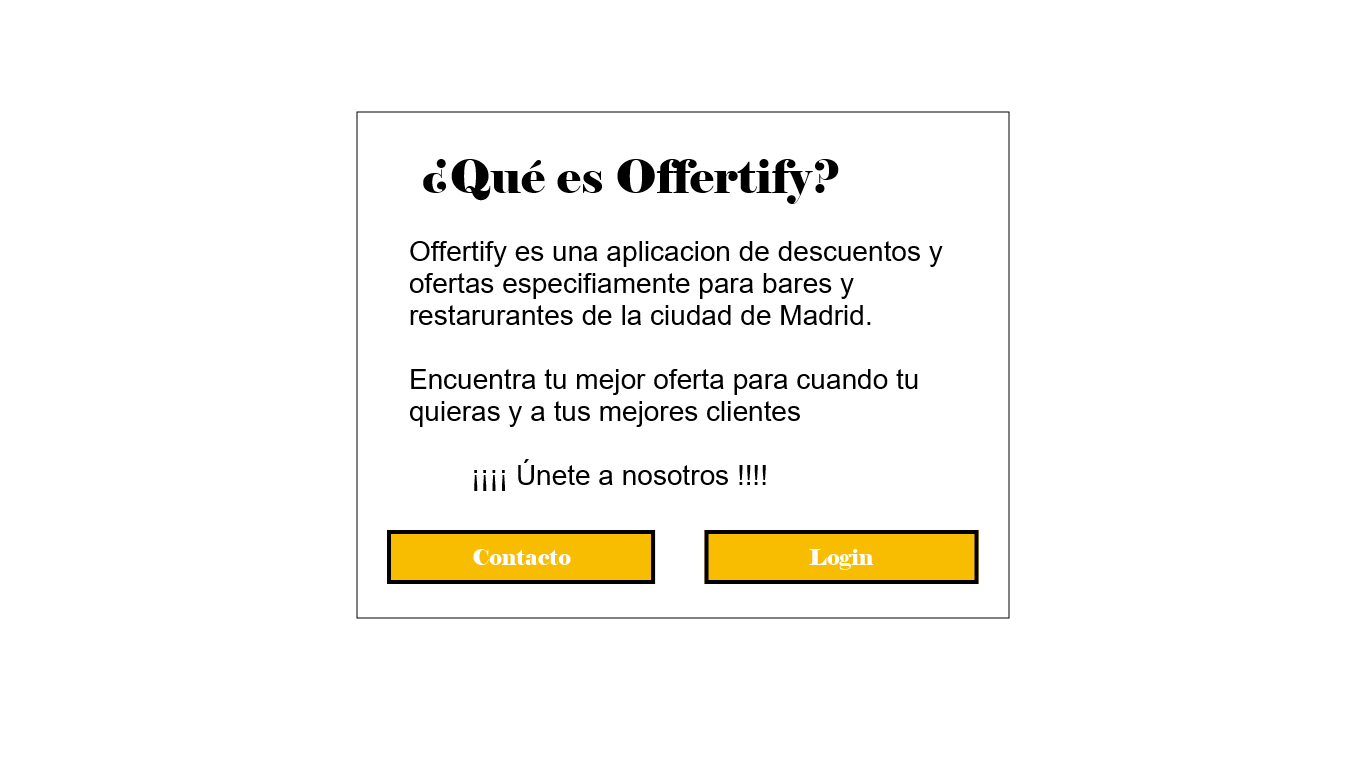 ¿Qué es Offertify?
Offertify es una aplicacion de descuentos y
ofertas especifiamente para bares y
restarurantes de la ciudad de Madrid.
Encuentra tu mejor oferta para cuando tu
quieras y a tus mejores clientes
¡¡¡¡ Únete a nosotros !!!!
Contacto
Login